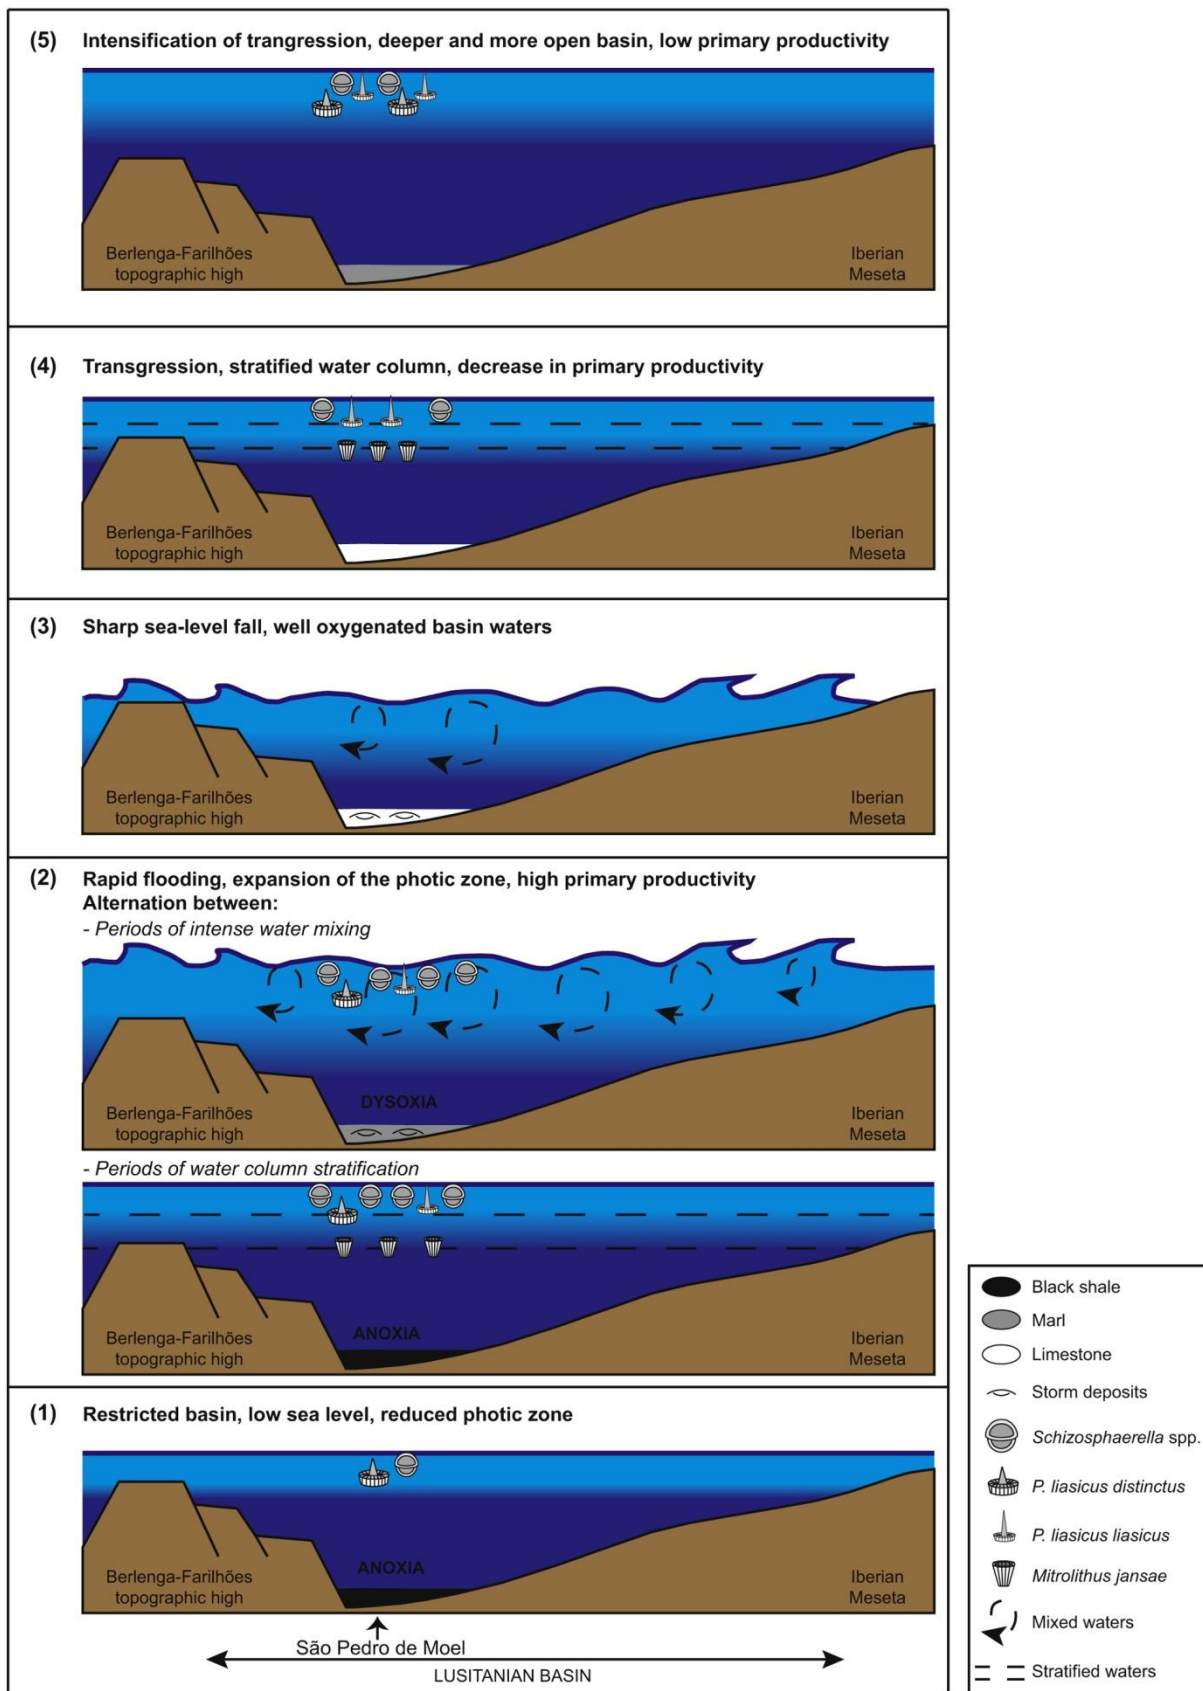 (5) Intensification of trangression, deeper and more open basin, low primary productivity
Berlenga-Farilhões
topographic high
Iberian
Meseta
(4) Transgression, stratified water column, decrease in primary productivity
Berlenga-Farilhões
topographic high
Iberian
Meseta
(3) Sharp sea-level fall, well oxygenated basin waters
Berlenga-Farilhões
topographic high
Iberian
Meseta
(2) Rapid flooding, expansion of the photic zone, high primary productivity
Alternation between:
- Periods of intense water mixing
DYSOXIA
Berlenga-Farilhões
topographic high
Iberian
Meseta
- Periods of water column stratification
ANOXIA
Berlenga-Farilhões
topographic high
Iberian
Meseta
(1) Restricted basin, low sea level, reduced photic zone
ANOXIA
Berlenga-Farilhões
topographic high
Iberian
Meseta
São Pedro de Moel
LUSITANIAN BASIN
Black shale
Marl
Limestone
Storm deposits
Schizosphaerella spp.
P. liasicus distinctus
P. liasicus liasicus
Mitrolithus jansae
Mixed waters
Stratified waters